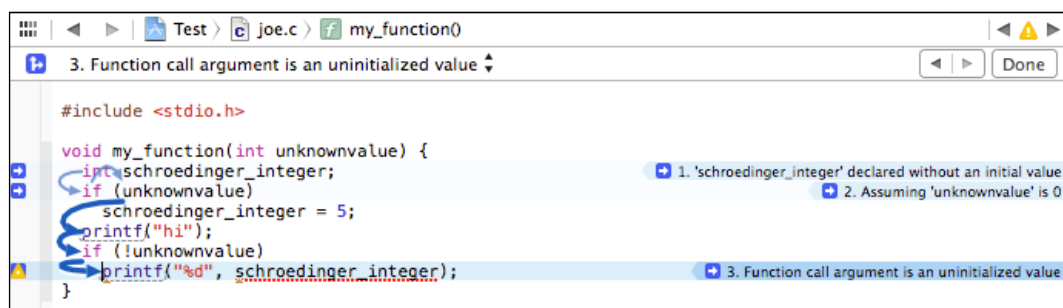 Test joe.c my_function()
3. Function call argument is an uninitialized value Done
#include <stdio.h>
void my_function(int unknownvalue) {
int schroedinger_integer; 1. 'schroedinger_integer' declared without an initial value
if (unknownvalue) 2. Assuming 'unknownvalue' is 0
schroedinger_integer = 5;
printf("hi");
if (!unknownvalue)
printf("%d", schroedinger_integer); 3. Function call argument is an uninitialized value
}